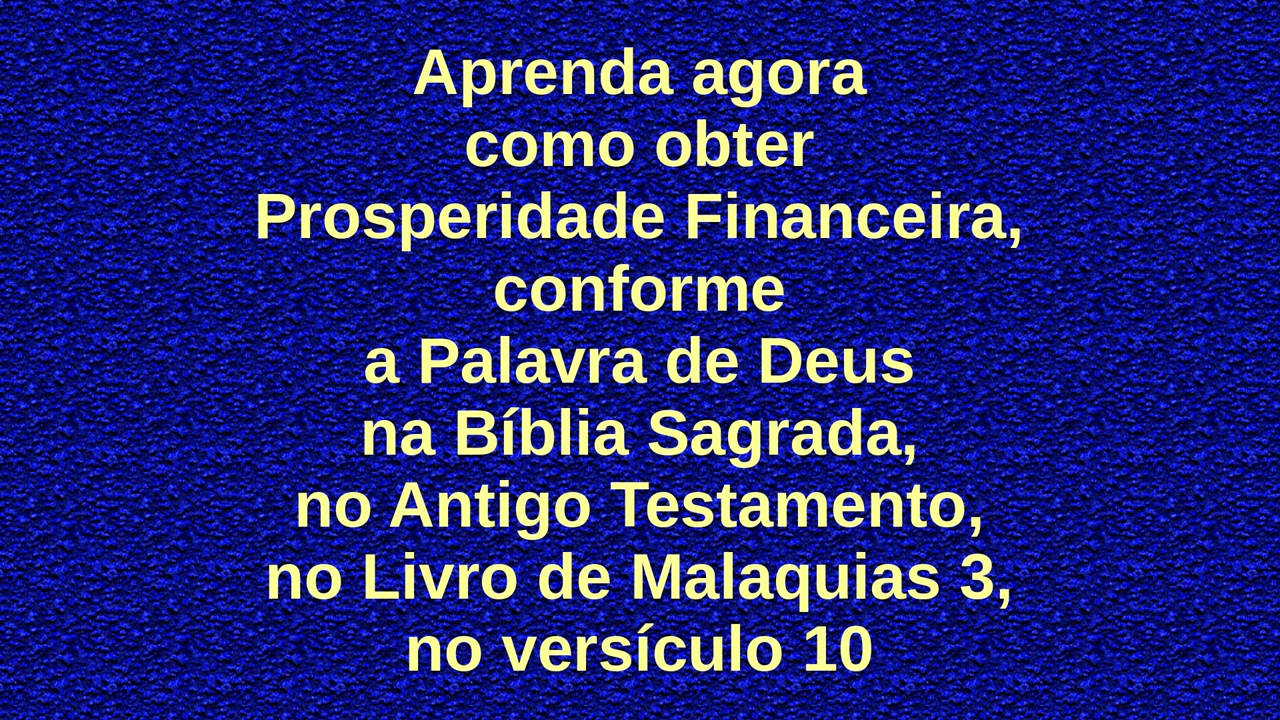 Aprenda agora
como obter
Prosperidade Financeira,
conforme
a Palavra de Deus
na Bíblia Sagrada,
no Antigo Testamento,
no Livro de Malaquias 3,
no versículo 10